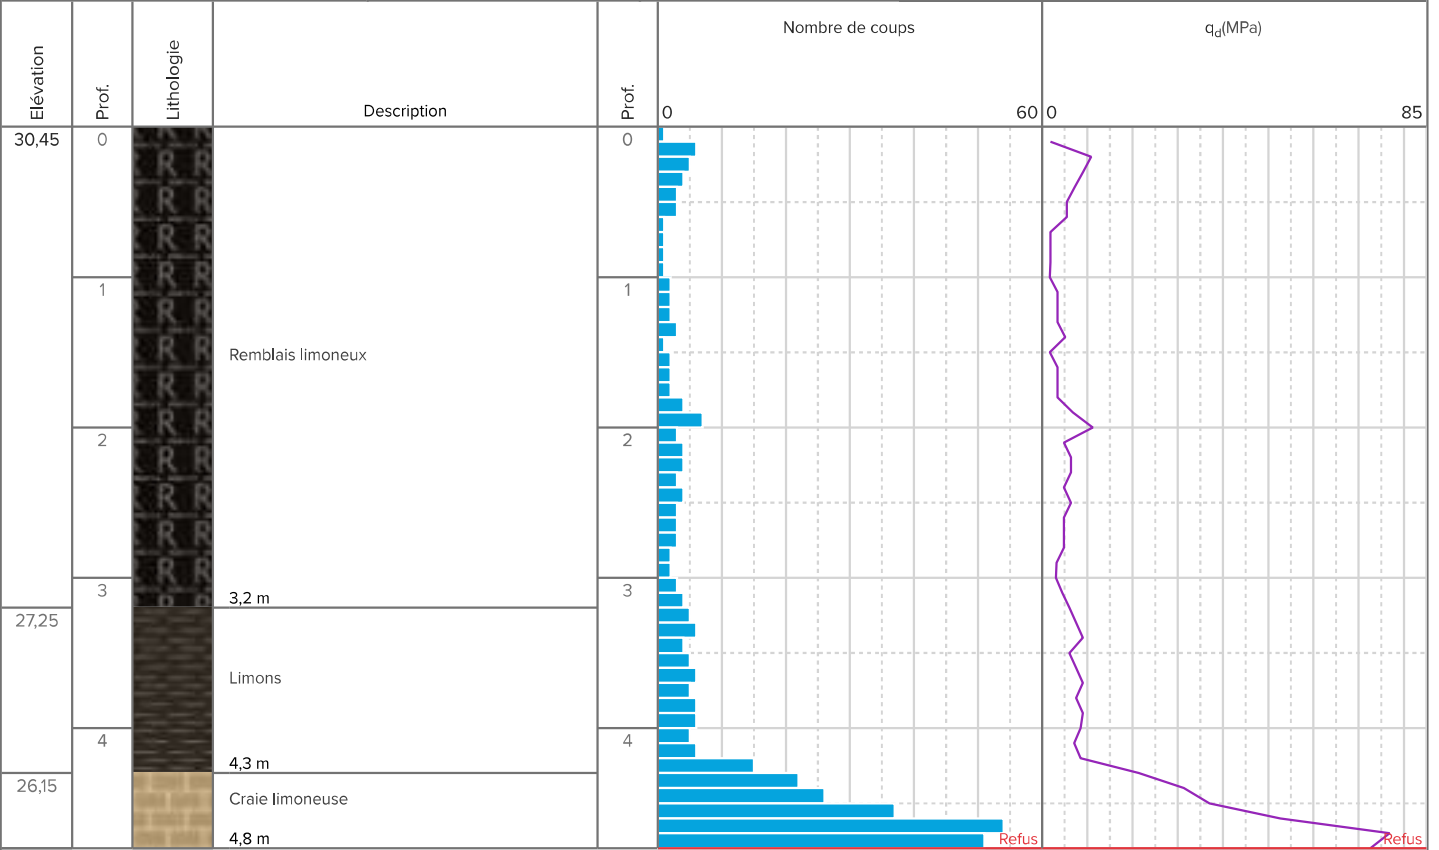 Elévation
Prof.
Lithologie
Description
Prof.
Nombre de coups
0 60
qd(MPa)
0 85
30,45
0
0
1
1
Remblais limoneux
2
2
3
3
3,2 m
27,25
Limons
4
4
4,3 m
26,15
Craie limoneuse
4,8 m
Refus
Refus